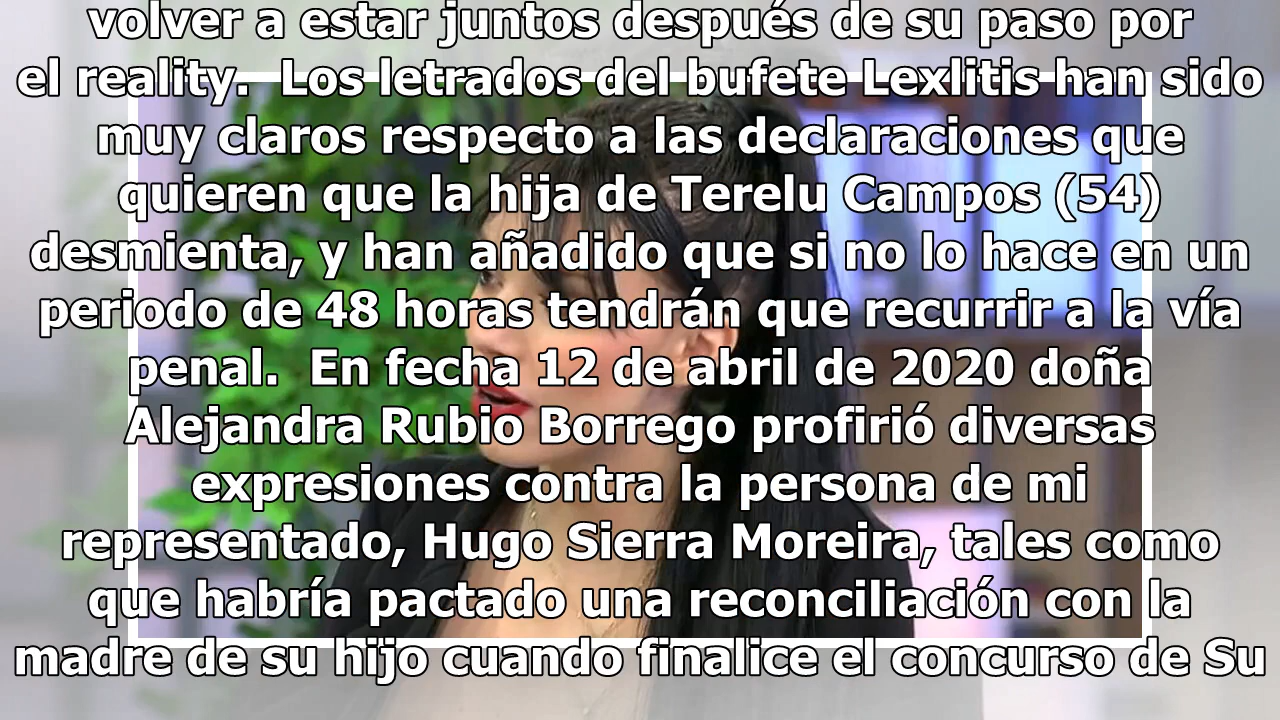 volver a estar juntos después de su paso por
el reality.  Los letrados del bufete Lexlitis han sido
muy claros respecto a las declaraciones que
quieren que la hija de Terelu Campos (54)
desmienta, y han añadido que si no lo hace en un
periodo de 48 horas tendrán que recurrir a la vía
penal.  En fecha 12 de abril de 2020 doña
Alejandra Rubio Borrego profirió diversas
expresiones contra la persona de mi
representado, Hugo Sierra Moreira, tales como
que habría pactado una reconciliación con la
madre de su hijo cuando finalice el concurso de Su